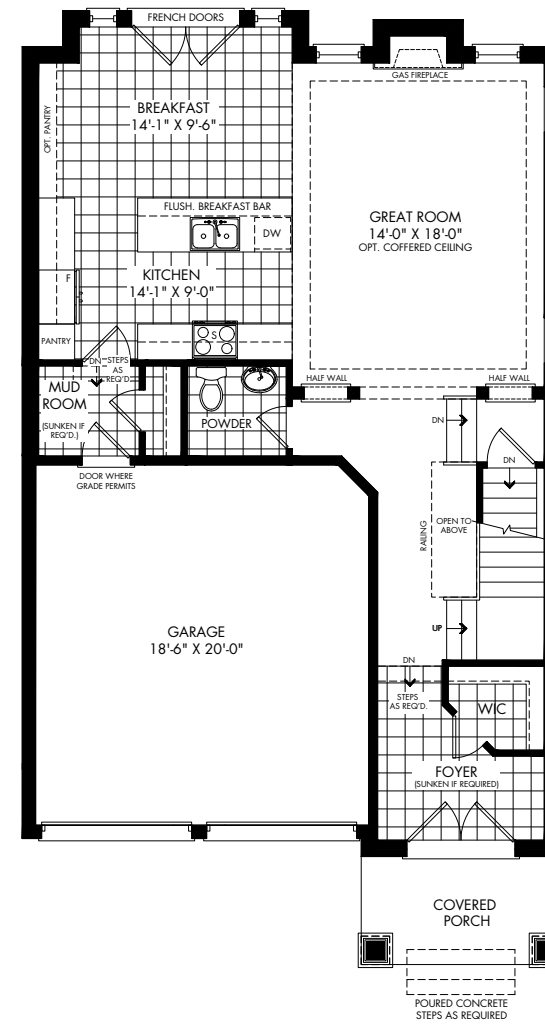 FRENCH DOORS
GAS FIREPLACE
OPT. PANTRY
BREAKFAST
14'-1" X 9'-6"
FLUSH. BREAKFAST BAR
DW
GREAT ROOM
14'-0" X 18'-0"
OPT. COFFERED CEILING
F
KITCHEN
14'-1" X 9'-0"
S
PANTRY
DN
STEPS
AS
REQ'D.
MUD
ROOM
(SUNKEN IF
REQ'D.)
POWDER
HALF WALL
HALF WALL
DN
DN
DOOR WHERE
GRADE PERMITS
RAILING
OPEN TO
ABOVE
GARAGE
18'-6" X 20'-0"
UP
DN
STEPS
AS REQ'D.
WIC
FOYER
(SUNKEN IF REQUIRED)
COVERED
PORCH
POURED CONCRETE
STEPS AS REQUIRED